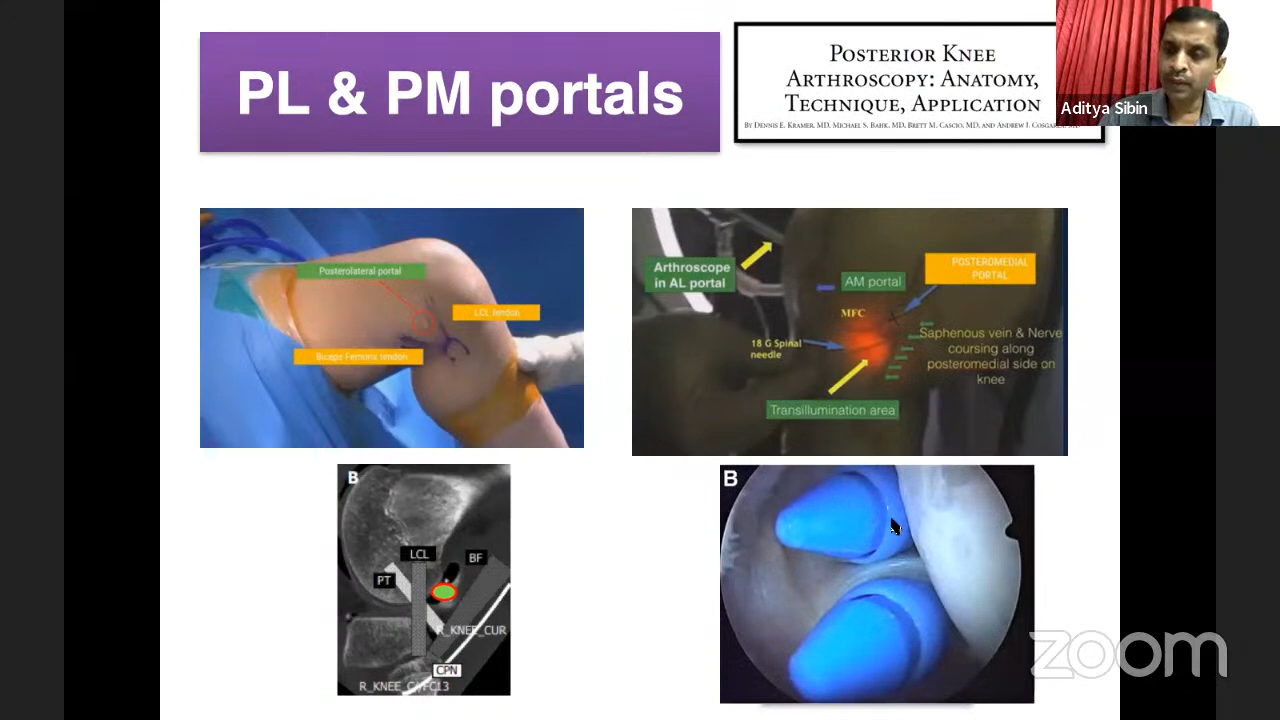 PL & PM portals
POSTERIOR KNEE
ARTHROSCOPY: ANATOMY,
TECHNIQUE, APPLICATION
BY DENNIS E. KRAMER, MD, MICHAEL S. BAHK, MD, BRETT M. CASCIO, MD, AND ANDREW J.
Aditya Sibin
Posterolateral portal
LCL tendon
Biceps Femoris tendon
Arthroscope
in AL portal
AM portal
POSTEROMEDIAL
PORTAL
MFC
18 G Spinal
needle
Saphenous vein & Nerve
coursing along
posteromedial side on
knee
Transillumination area
B
LCL
BF
PT
R_KNEE_CUR
CPN
B
zoom